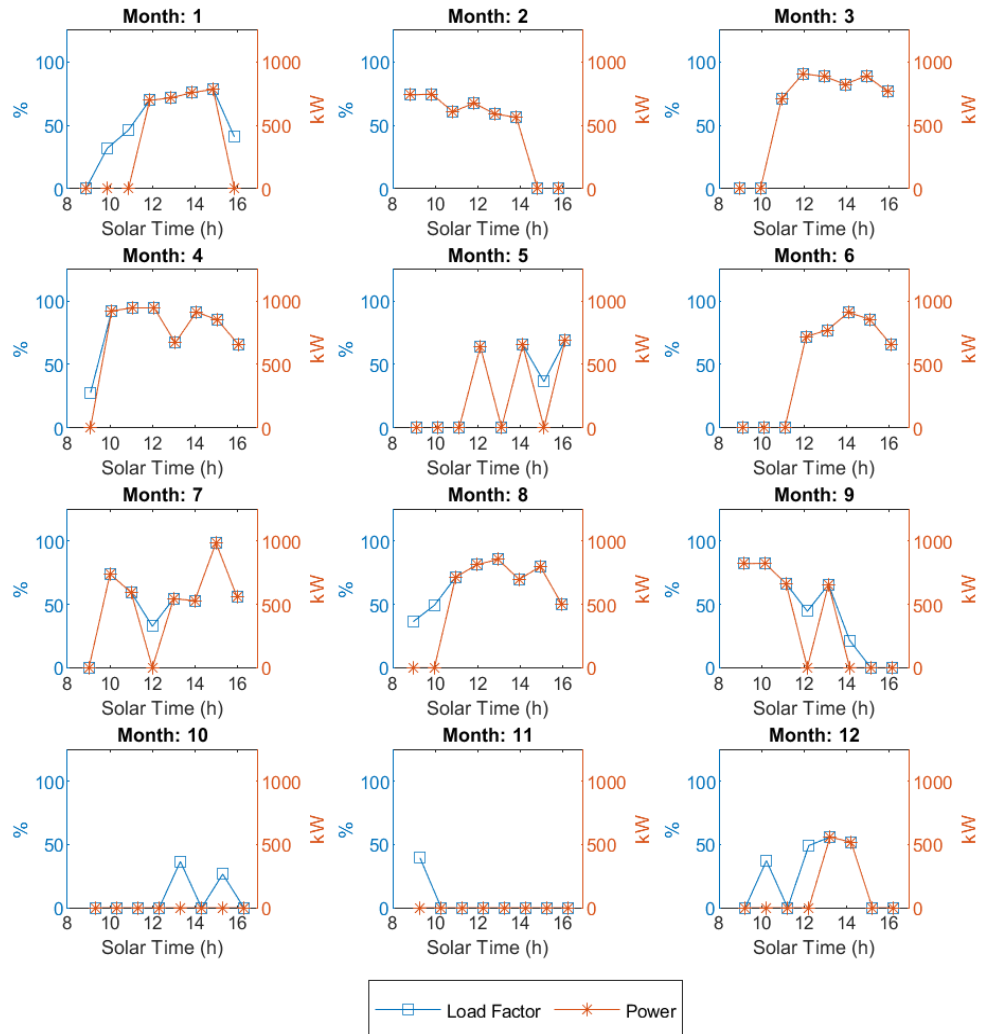 Month: 1 Month: 2 Month: 3
100 1000 100 1000 100 1000
% kW % kW % kW
50 500 50 500 50 500
0 0 0 0 0 0
8 10 12 14 16 8 10 12 14 16 8 10 12 14 16
Solar Time (h) Solar Time (h) Solar Time (h)
Month: 4 Month: 5 Month: 6
100 1000 100 1000 100 1000
% kW % kW % kW
50 500 50 500 50 500
0 0 0 0 0 0
8 10 12 14 16 8 10 12 14 16 8 10 12 14 16
Solar Time (h) Solar Time (h) Solar Time (h)
Month: 7 Month: 8 Month: 9
100 1000 100 1000 100 1000
% kW % kW % kW
50 500 50 500 50 500
0 0 0 0 0 0
8 10 12 14 16 8 10 12 14 16 8 10 12 14 16
Solar Time (h) Solar Time (h) Solar Time (h)
Month: 10 Month: 11 Month: 12
100 1000 100 1000 100 1000
% kW % kW % kW
50 500 50 500 50 500
0 0 0 0 0 0
8 10 12 14 16 8 10 12 14 16 8 10 12 14 16
Solar Time (h) Solar Time (h) Solar Time (h)
Load Factor Power